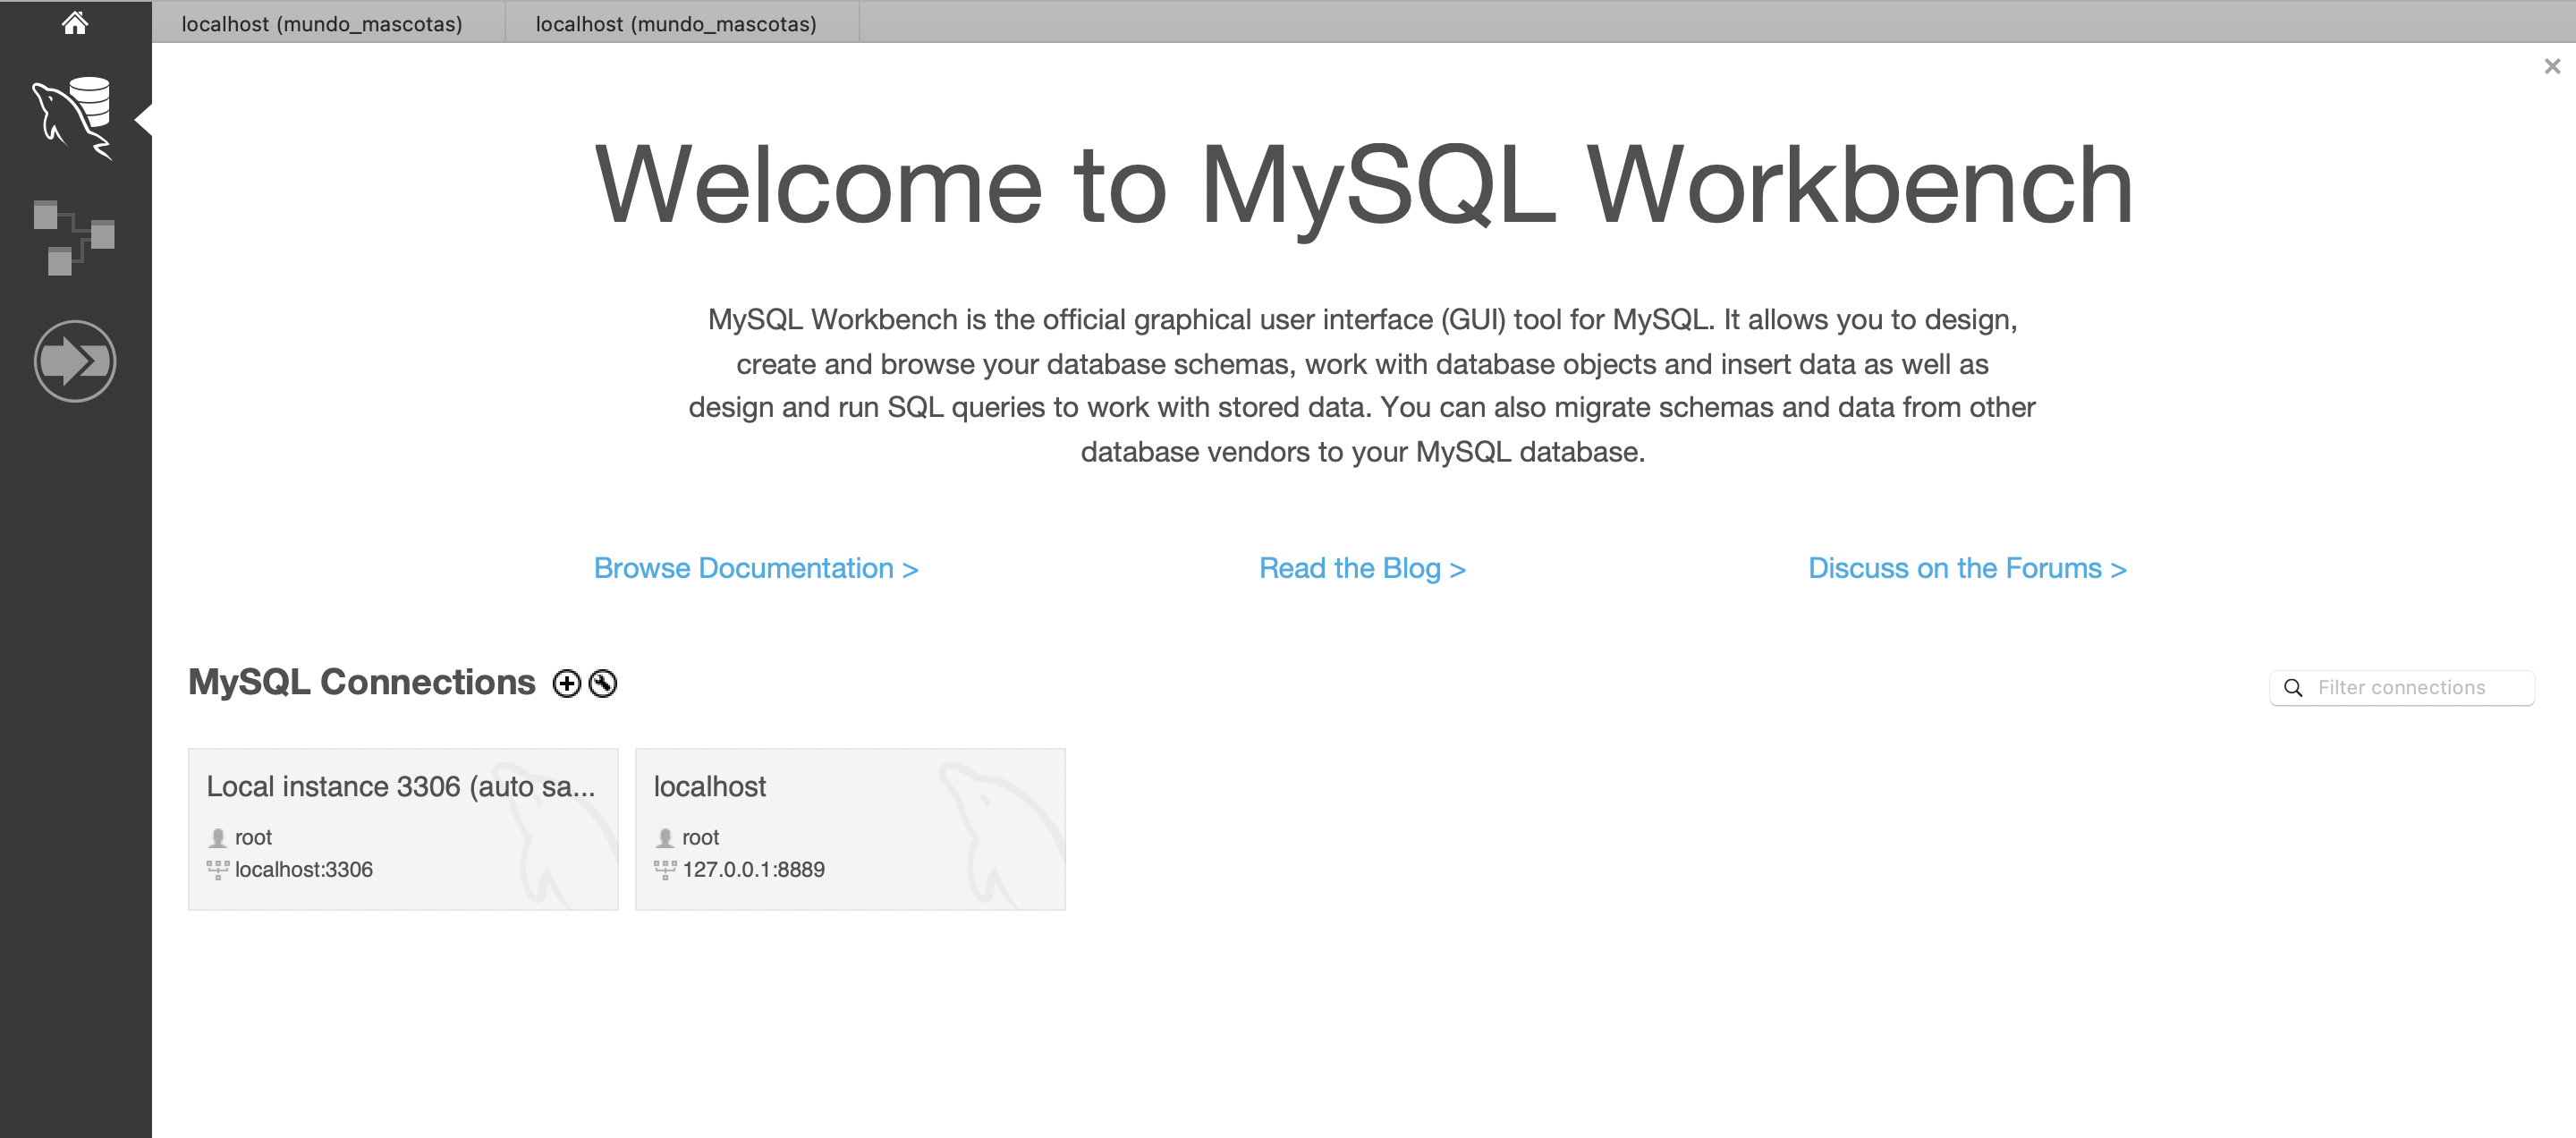 localhost (mundo_mascotas)
localhost (mundo_mascotas)
Welcome to MySQL Workbench
MySQL Workbench is the official graphical user interface (GUI) tool for MySQL. It allows you to design,
create and browse your database schemas, work with database objects and insert data as well as
design and run SQL queries to work with stored data. You can also migrate schemas and data from other
database vendors to your MySQL database.
Browse Documentation >
Read the Blog >
Discuss on the Forums >
MySQL Connections
Filter connections
Local instance 3306 (auto sa...
root
localhost:3306
localhost
root
127.0.0.1:8889